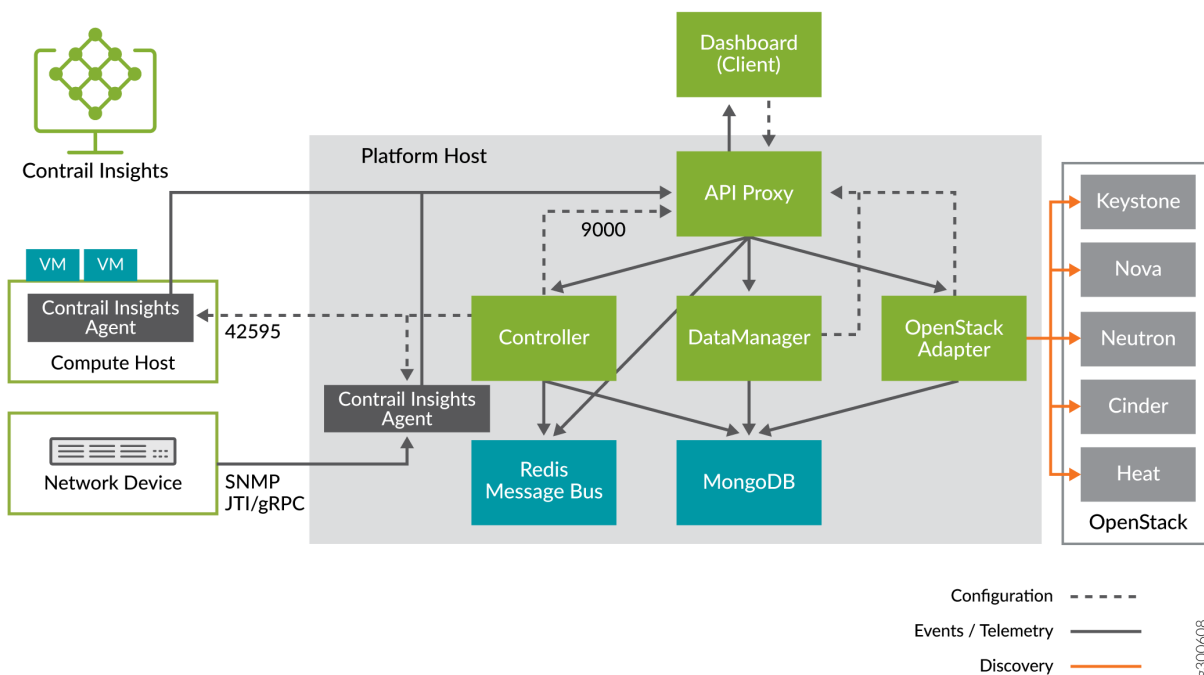 Dashboard
(Client)
Contrail Insights
Platform Host
API Proxy
9000
VM
VM
Contrail Insights
Agent
Compute Host
42595
Controller
DataManager
OpenStack
Adapter
Contrail Insights
Agent
Network Device
SNMP
JTI/gRPC
Redis
Message Bus
MongoDB
Keystone
Nova
Neutron
Cinder
Heat
OpenStack
Configuration
Events / Telemetry
Discovery
g300608